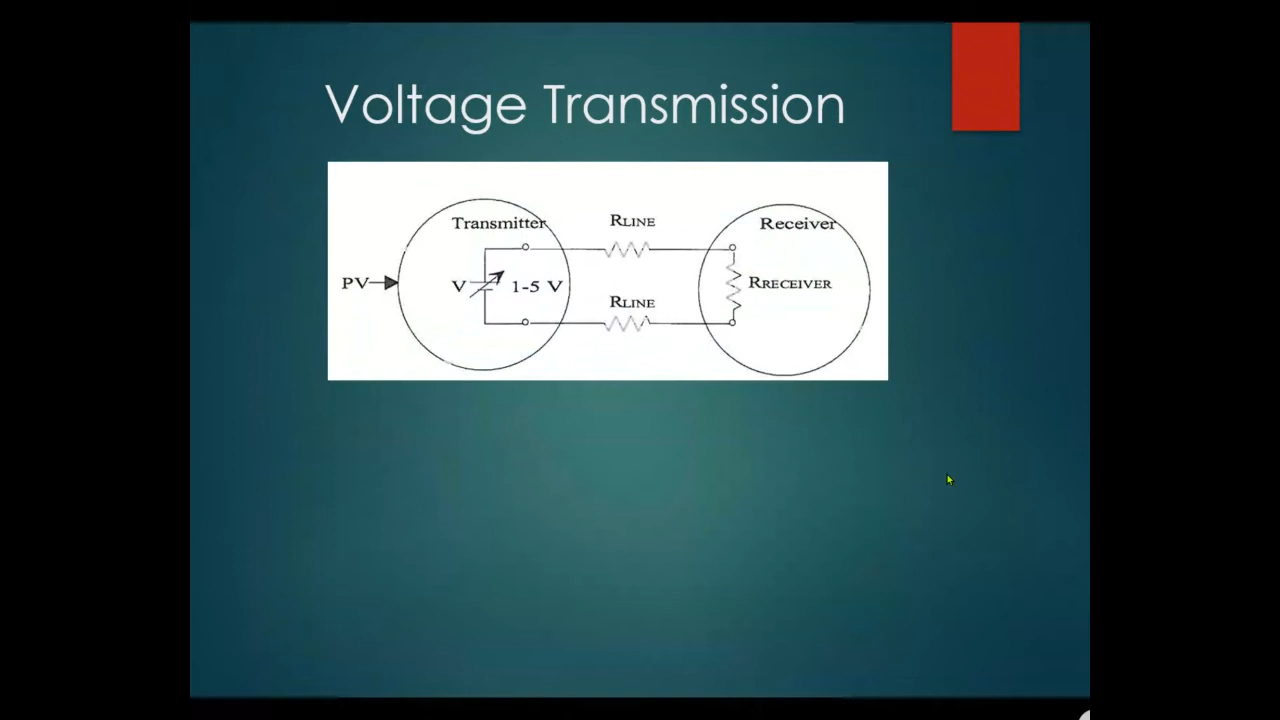 Voltage Transmission
Transmitter
RLINE
Receiver
PV
V
1-5 V
RLINE
RRECEIVER